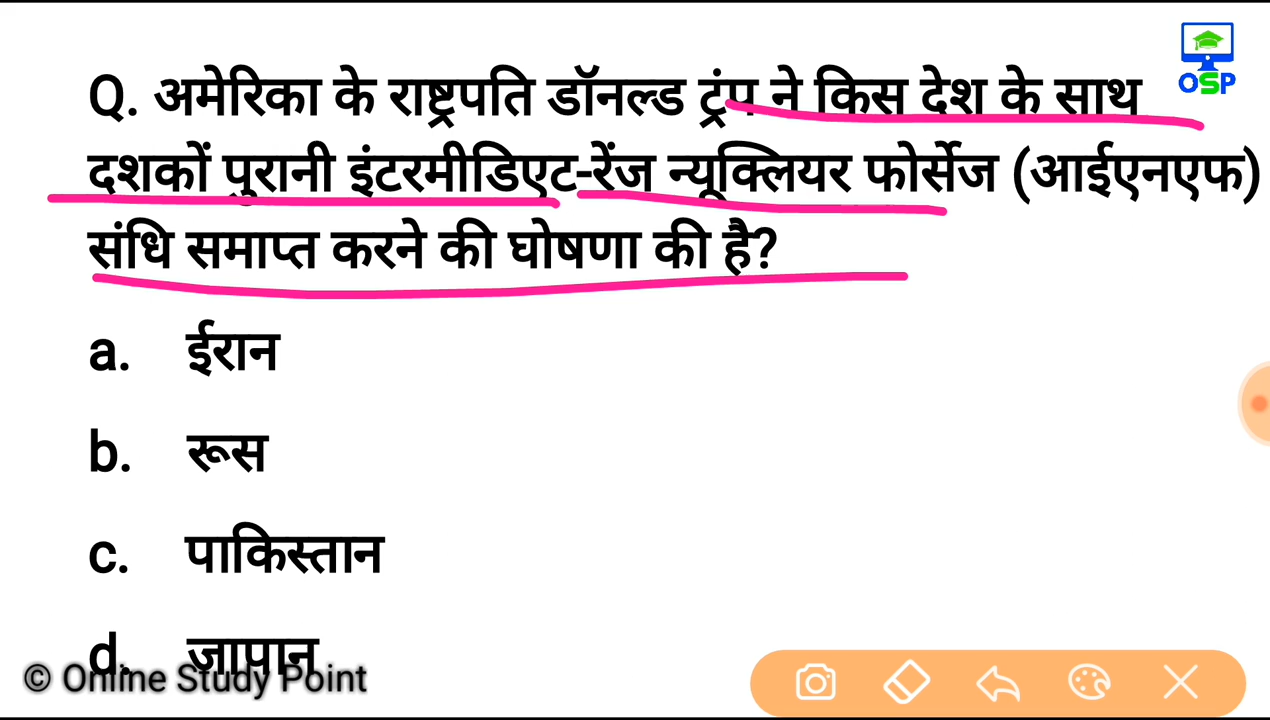 OSP
Q. अमेरिका के राष्ट्रपति डॉनल्ड ट्रंप ने किस देश के साथ
दशकों पुरानी इंटरमीडिएट-रेंज न्यूक्लियर फोर्सेज (आईएनएफ)
संधि समाप्त करने की घोषणा की है?
a. ईरान
b. रूस
c. पाकिस्तान
d. जापान
© Online Study Point